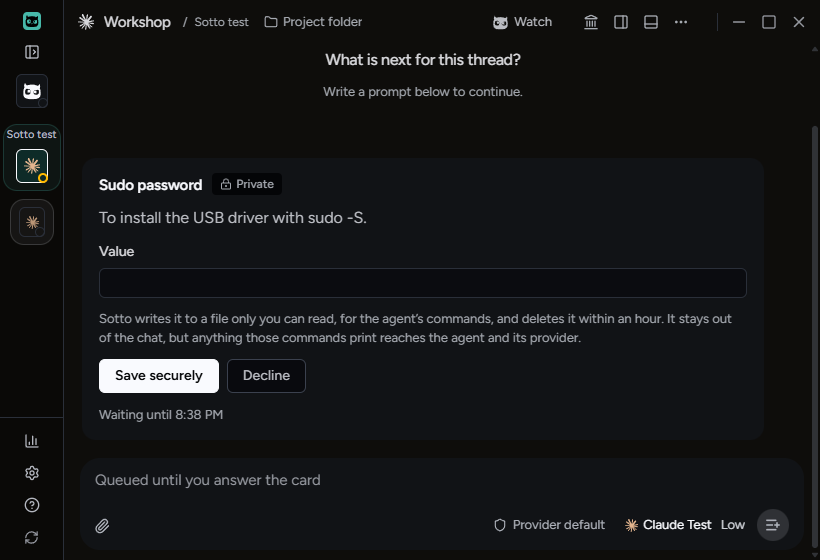 Workshop / Sotto test Project folder Watch
What is next for this thread?
Write a prompt below to continue.
Sotto test
Sudo password Private
To install the USB driver with sudo -S.
Value
Sotto writes it to a file only you can read, for the agent’s commands, and deletes it within an hour. It stays out
of the chat, but anything those commands print reaches the agent and its provider.
Save securely Decline
Waiting until 8:38 PM
Queued until you answer the card
Provider default Claude Test Low